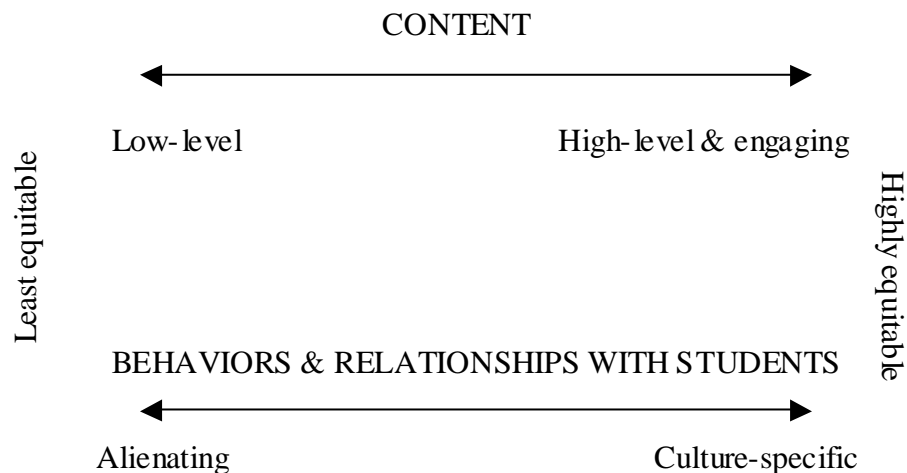 CONTENT
Low-level
High-level & engaging
Least equitable
Highly equitable
BEHAVIORS & RELATIONSHIPS WITH STUDENTS
Alienating
Culture-specific